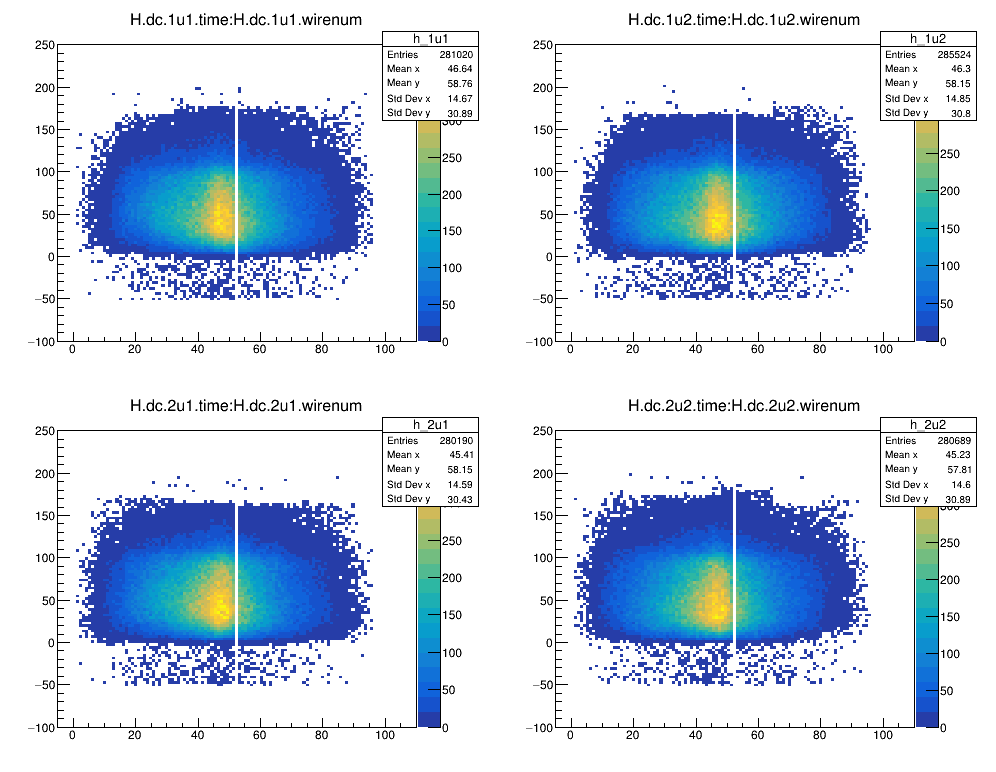 H.dc.1u1.time:H.dc.1u1.wirenum
h_1u1
Entries 281020
Mean x 46.64
Mean y 58.76
Std Dev x 14.67
Std Dev y 30.89
250
200
150
100
50
0
−50
−100
0 20 40 60 80 100
300
250
200
150
100
50
0
H.dc.1u2.time:H.dc.1u2.wirenum
h_1u2
Entries 285524
Mean x 46.3
Mean y 58.15
Std Dev x 14.85
Std Dev y 30.8
250
200
150
100
50
0
−50
−100
0 20 40 60 80 100
250
200
150
100
50
0
H.dc.2u1.time:H.dc.2u1.wirenum
h_2u1
Entries 280190
Mean x 45.41
Mean y 58.15
Std Dev x 14.59
Std Dev y 30.43
250
200
150
100
50
0
−50
−100
0 20 40 60 80 100
250
200
150
100
50
0
H.dc.2u2.time:H.dc.2u2.wirenum
h_2u2
Entries 280689
Mean x 45.23
Mean y 57.81
Std Dev x 14.6
Std Dev y 30.89
250
200
150
100
50
0
−50
−100
0 20 40 60 80 100
300
250
200
150
100
50
0